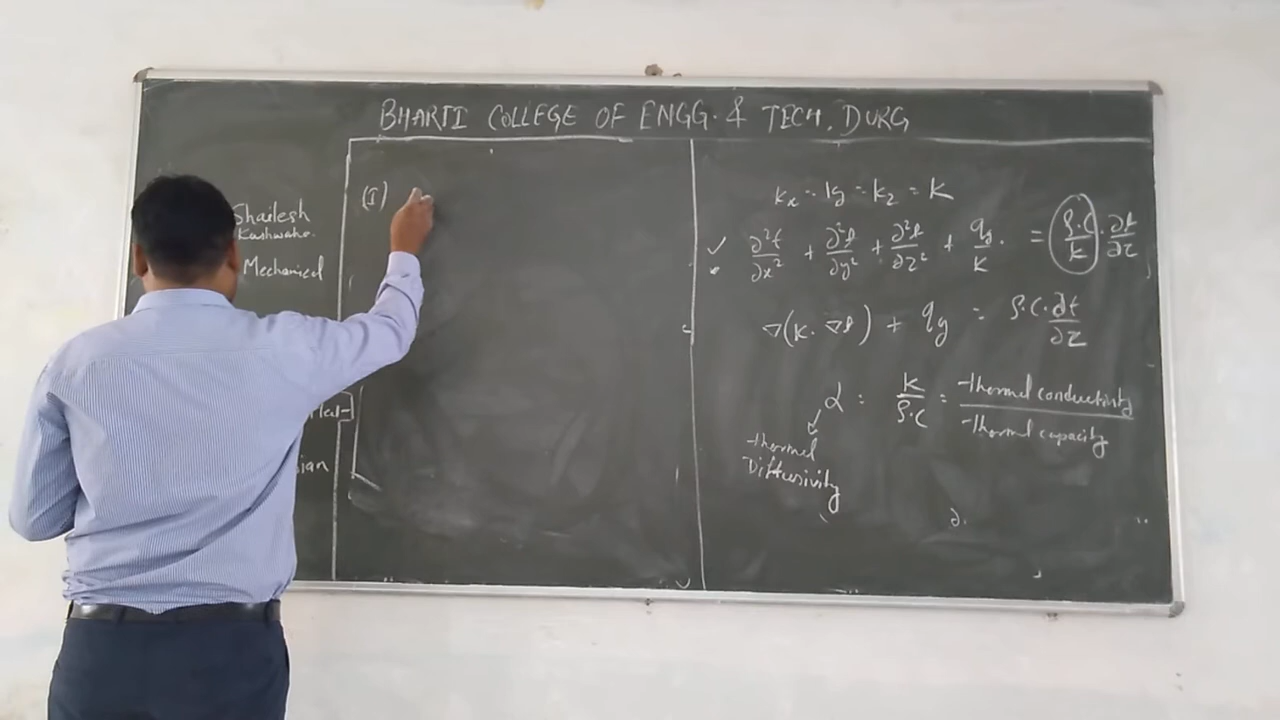 BHARTI COLLEGE OF ENGG. & TECH. DURG
Shailesh
Kashwaha.
Mechanical
(I)
kx = ky = kz = K
∂²t/∂x² + ∂²t/∂y² + ∂²t/∂z² + qg/K = ρ.C/k . ∂t/∂τ
∇(K. ∇t) + qg = ρ.C. ∂t/∂τ
α = K/ρ.C = thermal conductivity/thermal capacity
thermal
Diffusivity